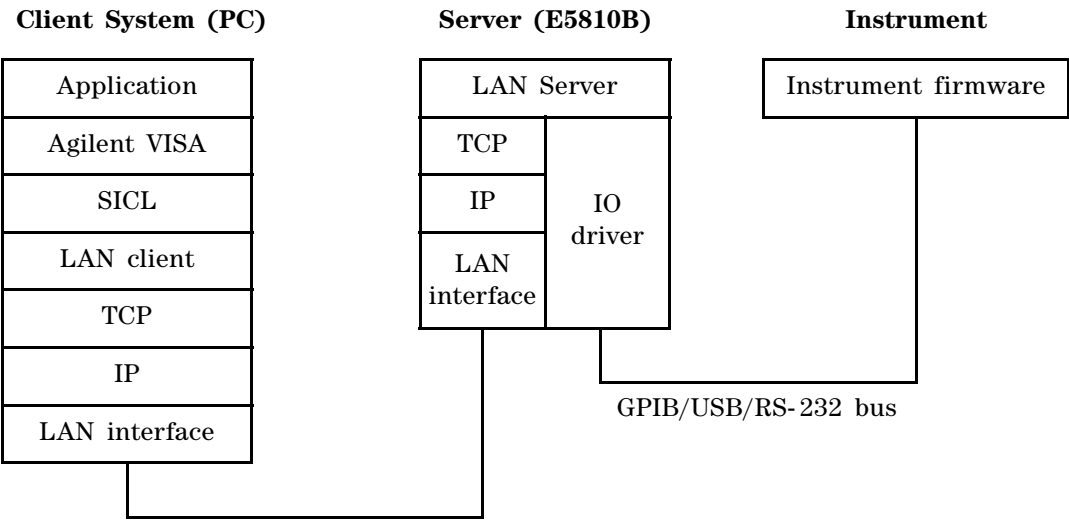 Client System (PC)
Server (E5810B)
Instrument
Application
Agilent VISA
SICL
LAN client
TCP
IP
LAN interface
LAN Server
TCP
IP
LAN
interface
IO
driver
Instrument firmware
GPIB/USB/RS-232 bus